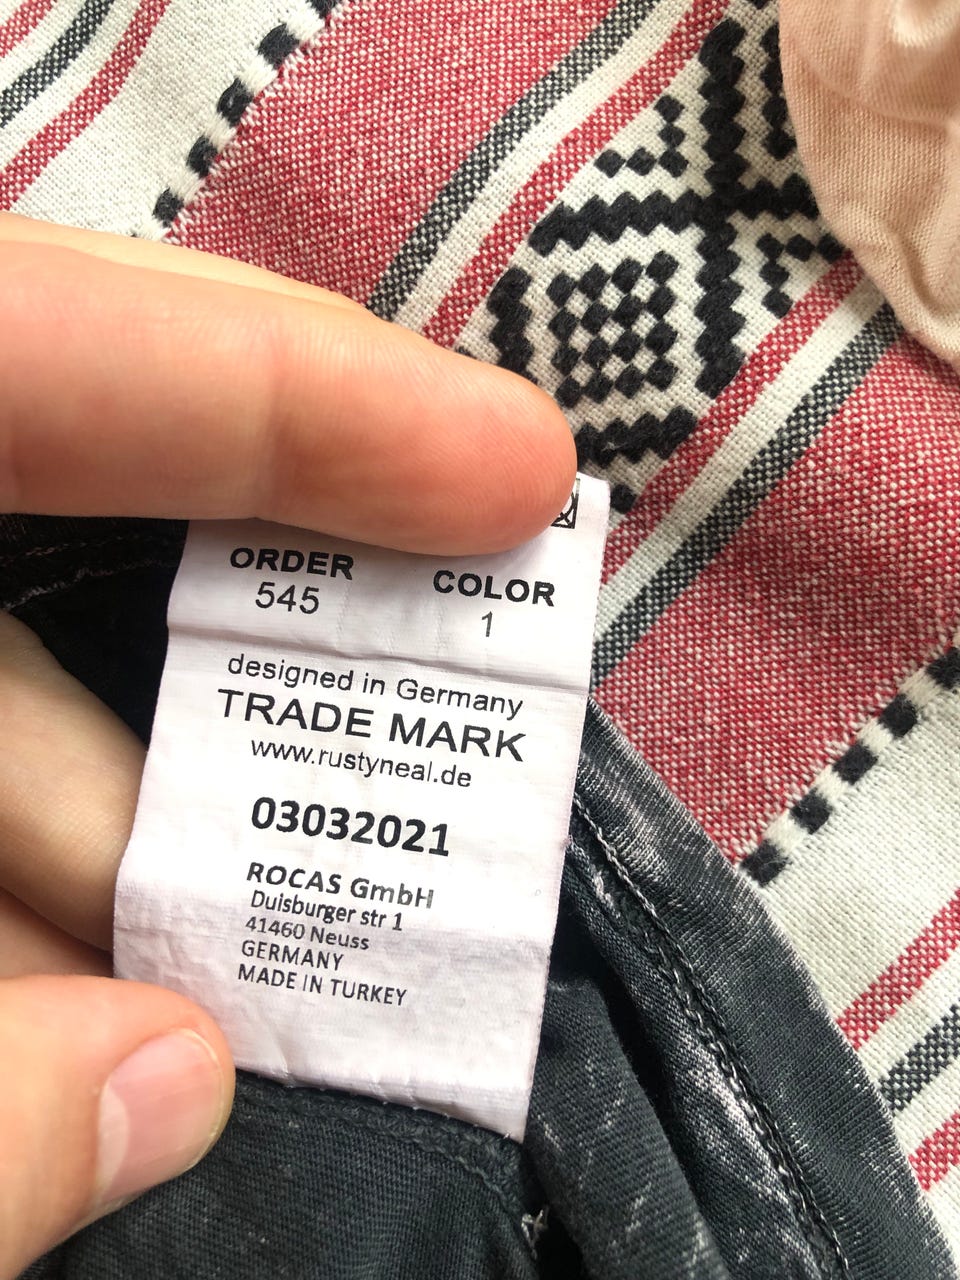 ORDER COLOR
545 1
designed in Germany
TRADE MARK
www.rustyneal.de
03032021
ROCAS GmbH
Duisburger str 1
41460 Neuss
GERMANY
MADE IN TURKEY